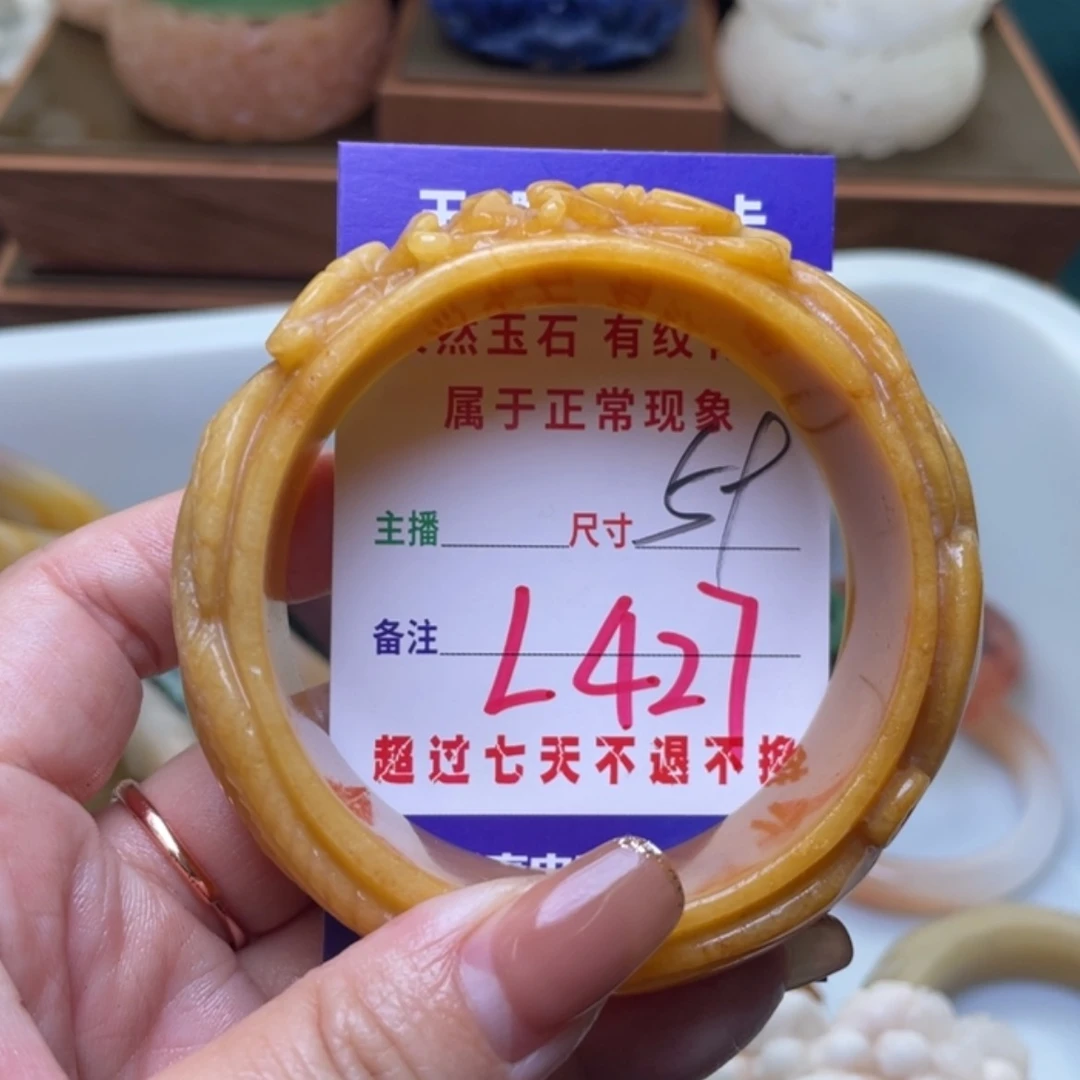 然玉石 有纹
属于正常现象
主播 尺寸 59
备注 L427
超过七天不退不换